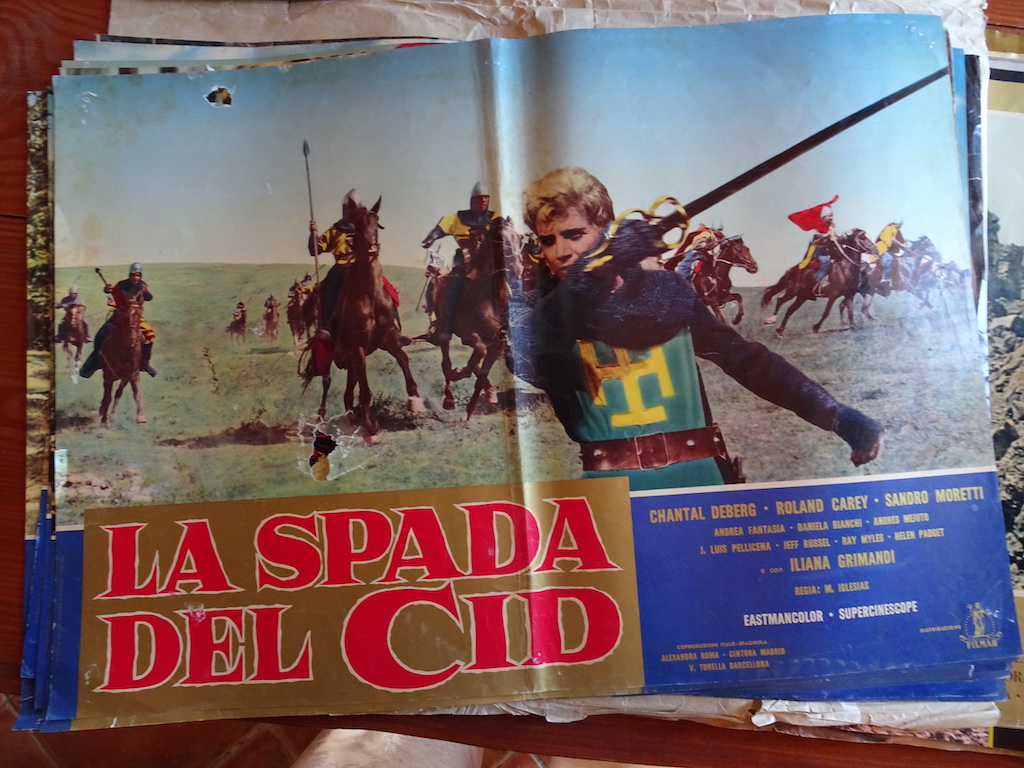 LA SPADA
DEL CID
CHANTAL DEBERG · ROLAND CAREY · SANDRO MORETTI
ANDREA FANTASIA · DANIELA BIANCHI · ANDRES MEJUTO
J. LUIS PELLICENA · JEFF RUSSEL · RAY MYLES · HELEN PADGET
e con ILIANA GRIMANDI
REGIA: M. IGLESIAS
EASTMANCOLOR · SUPERCINESCOPE
COPRODUZIONE ITALO-SPAGNOLA
ALEXANDRA ROMA · CINTORA MADRID
V. TORELLA BARCELLONA
DISTRIBUZIONE
FILMAR